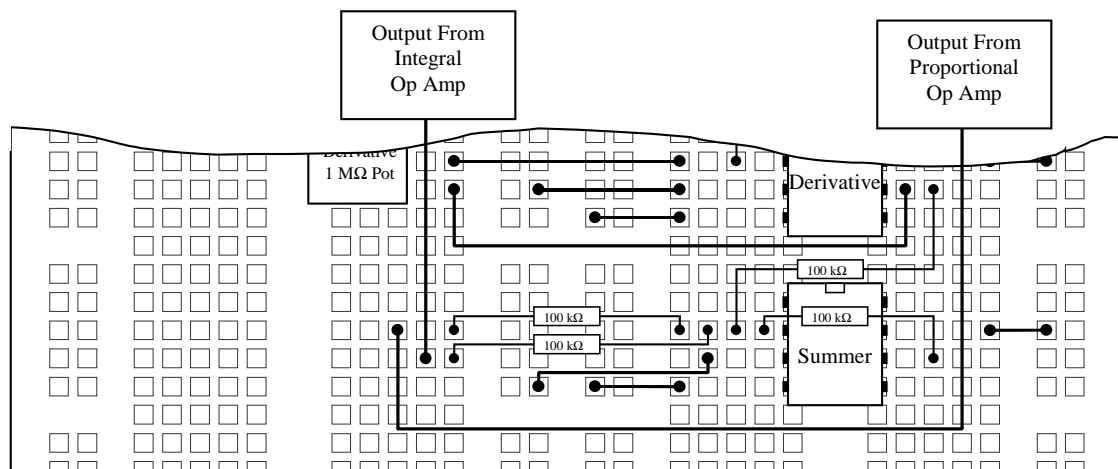 Output From
Integral
Op Amp
Output From
Proportional
Op Amp
Derivative
1 MΩ Pot
Derivative
100 kΩ
100 kΩ
100 kΩ
100 kΩ
Summer